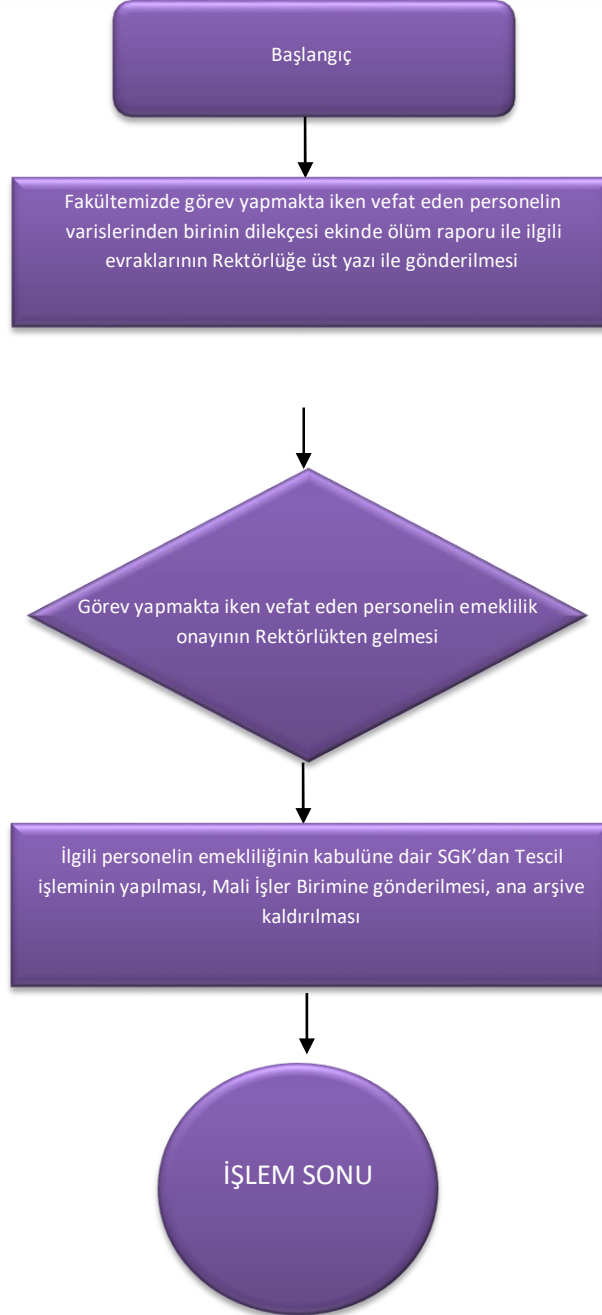 Başlangıç
Fakültemizde görev yapmakta iken vefat eden personelin
varislerinden birinin dilekçesi ekinde ölüm raporu ile ilgili
evraklarının Rektörlüğe üst yazı ile gönderilmesi
Görev yapmakta iken vefat eden personelin emeklilik
onayının Rektörlükten gelmesi
İlgili personelin emekliliğinin kabulüne dair SGK’dan Tescil
işleminin yapılması, Mali İşler Birimine gönderilmesi, ana arşive
kaldırılması
İŞLEM SONU